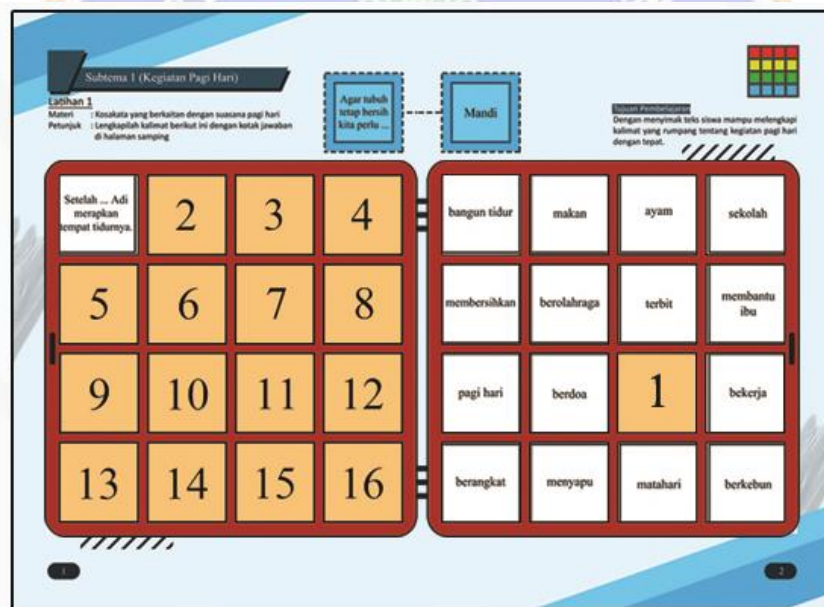 Subtema 1 (Kegiatan Pagi Hari)
Latihan 1
Materi : Kosakata yang berkaitan dengan suasana pagi hari
Petunjuk : Lengkapilah kalimat berikut ini dengan kotak jawaban
di halaman samping
Agar tubuh
tetap bersih
kita perlu ...
Mandi
Tujuan Pembelajaran
Dengan menyimak teks siswa mampu melengkapi
kalimat yang rumpang tentang kegiatan pagi hari
dengan tepat.
Setelah ... Adi
merapkan
tempat tidurnya.
2
3
4
5
6
7
8
9
10
11
12
13
14
15
16
bangun tidur
makan
ayam
sekolah
membersihkan
berolahraga
terbit
membantu
ibu
pagi hari
berdoa
1
bekerja
berangkat
menyapu
matahari
berkebun
1
2